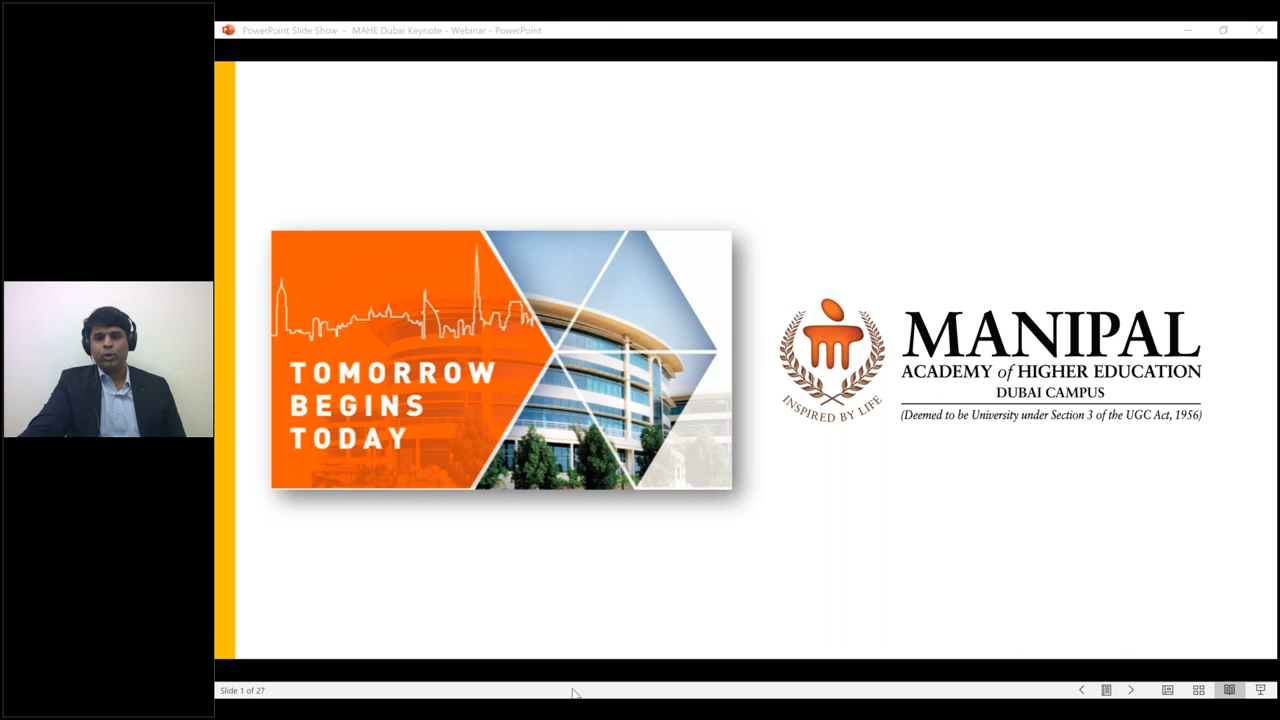 PowerPoint Slide Show - MAHE Dubai Keynote - Webinar - PowerPoint
TOMORROW
BEGINS
TODAY
INSPIRED BY LIFE
MANIPAL
ACADEMY of HIGHER EDUCATION
DUBAI CAMPUS
(Deemed to be University under Section 3 of the UGC Act, 1956)
Slide 1 of 27